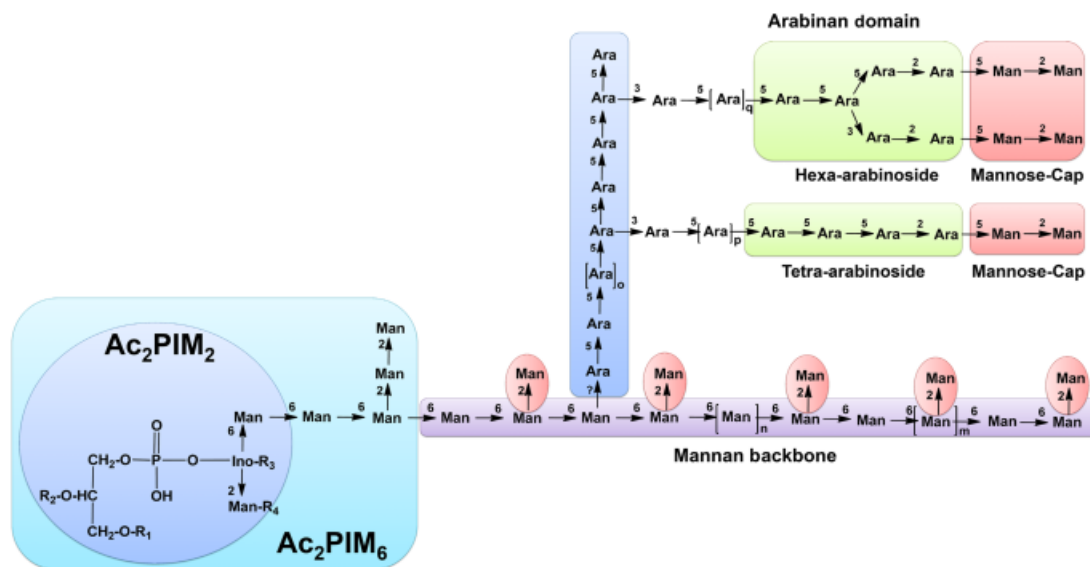 Arabinan domain
Ara
5
Ara 3 Ara 5 [Ara]q 5 Ara 5 Ara 5 Ara 2 Ara 5 Man 2 Man
5
Ara 3 Ara 2 Ara 5 Man 2 Man
5
Hexa-arabinoside Mannose-Cap
Ara
5
Ara 3 Ara 5 [Ara]p 5 Ara 5 Ara 5 Ara 2 Ara 5 Man 2 Man
5
Tetra-arabinoside Mannose-Cap
[Ara]o
5
Ara
5
Ara
?
Ac2PIM2
Man
2
Man
2
Man Man Man Man Man
2 2 2 2 2
Man 6 Man 6 Man 6 Man 6 Man 6 Man 6 Man 6 [Man]n 6 Man 6 Man 6 [Man]m 6 Man 6 Man
6
Mannan backbone
O
CH2-O P O Ino-R3
R2-O-HC OH 2
Man-R4
CH2-O-R1
Ac2PIM6